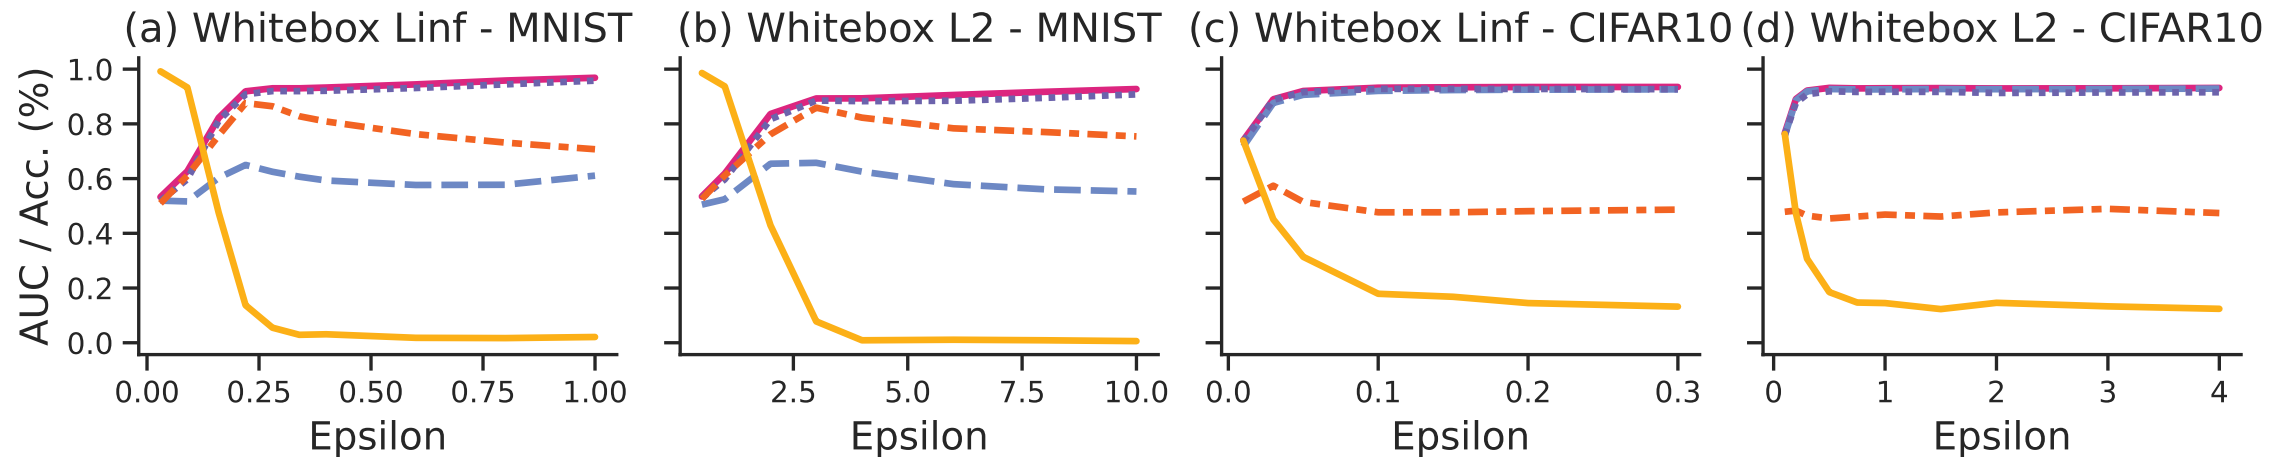 (a) Whitebox Linf - MNIST
(b) Whitebox L2 - MNIST
(c) Whitebox Linf - CIFAR10
(d) Whitebox L2 - CIFAR10
AUC / Acc. (%)
1.0
0.8
0.6
0.4
0.2
0.0
0.00 0.25 0.50 0.75 1.00
2.5 5.0 7.5 10.0
0.0 0.1 0.2 0.3
0 1 2 3 4
Epsilon
Epsilon
Epsilon
Epsilon